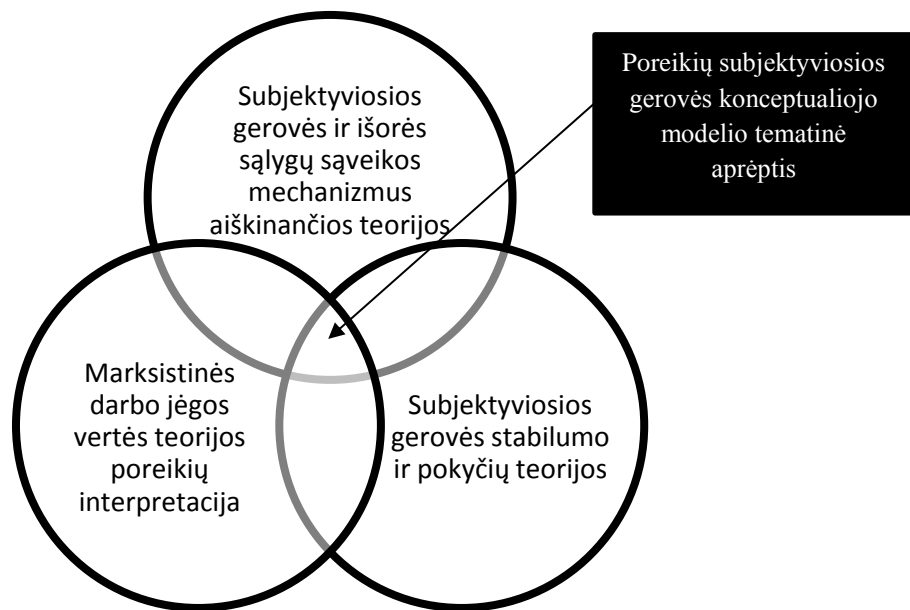 Subjektyviosios
gerovės ir išorės
sąlygų sąveikos
mechanizmus
aiškinančios teorijos
Poreikių subjektyviosios
gerovės konceptualiojo
modelio tematinė
aprėptis
Marksistinės
darbo jėgos
vertės teorijos
poreikių
interpretacija
Subjektyviosios
gerovės stabilumo
ir pokyčių teorijos